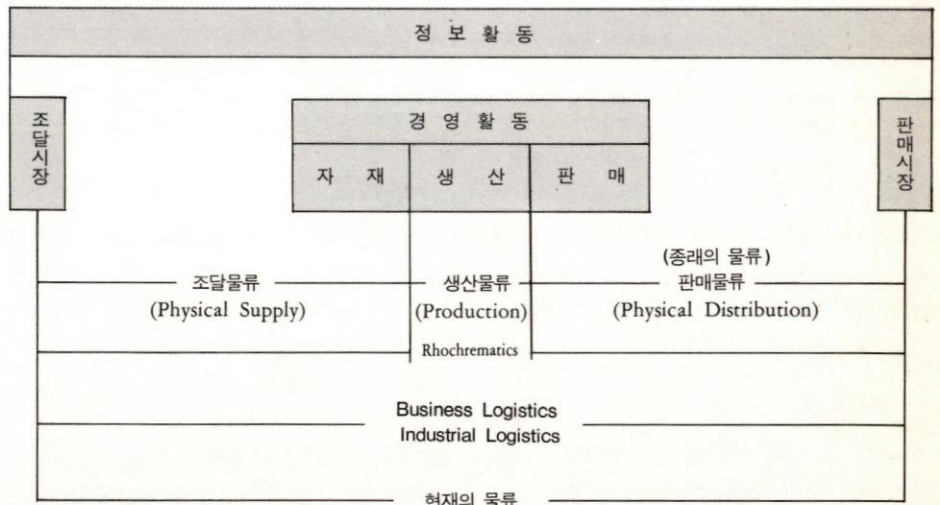 정 보 활 동
조달시장
경 영 활 동
판매시장
자 재 생 산 판 매
(종래의 물류)
조달물류 생산물류 판매물류
(Physical Supply) (Production) (Physical Distribution)
Rhochrematics
Business Logistics
Industrial Logistics
현재의 물류